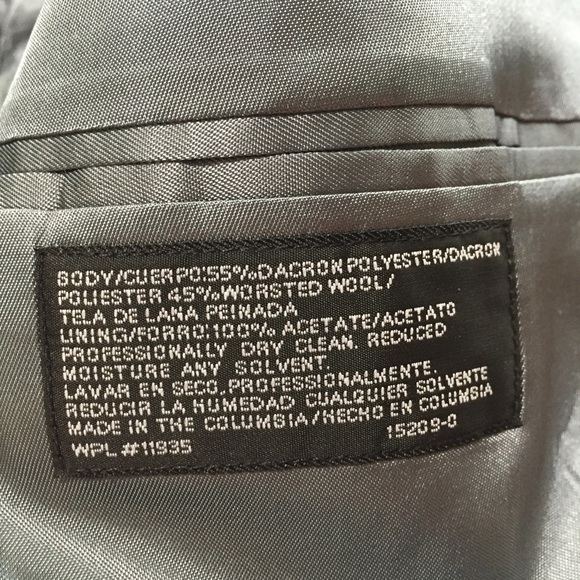 BODY/CUERPO:55%DACRON POLYESTER/DACRON
POLIESTER 45%WORSTED WOOL/
TELA DE LANA PEINADA
LINING/FORRO:100% ACETATE/ACETATO
PROFESSIONALLY DRY CLEAN REDUCED
MOISTURE ANY SOLVENT.
LAVAR EN SECO.PROFESSIONALMENTE.
REDUCIR LA HUMEDAD CUALQUIER SOLVENTE
MADE IN THE COLUMBIA/HECHO EN COLUMBIA
WPL #11935 15209-0